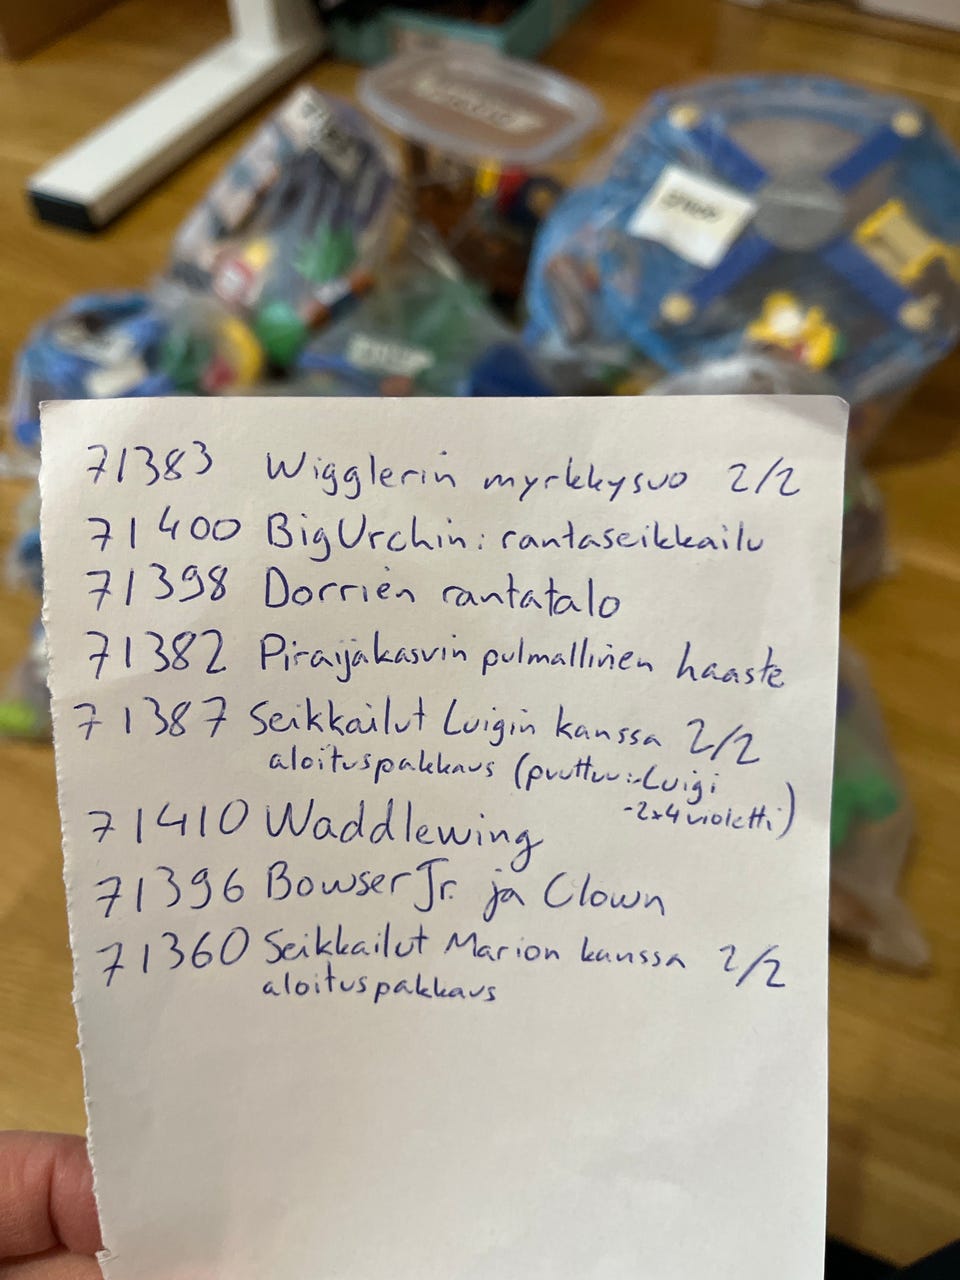 71383 Wigglerin myrkkysuo 2/2
71400 BigUrchin: rantaseikkailu
71398 Dorrien rantatalo
71382 Piraijakasvin pulmallinen haaste
71387 Seikkailut Luigin kanssa 2/2
aloituspakkaus (puuttuu:-Luigi
-2x4violetti)
71410 Waddlewing
71396 Bowser Jr. ja Clown
71360 Seikkailut Marion kanssa 2/2
aloituspakkaus